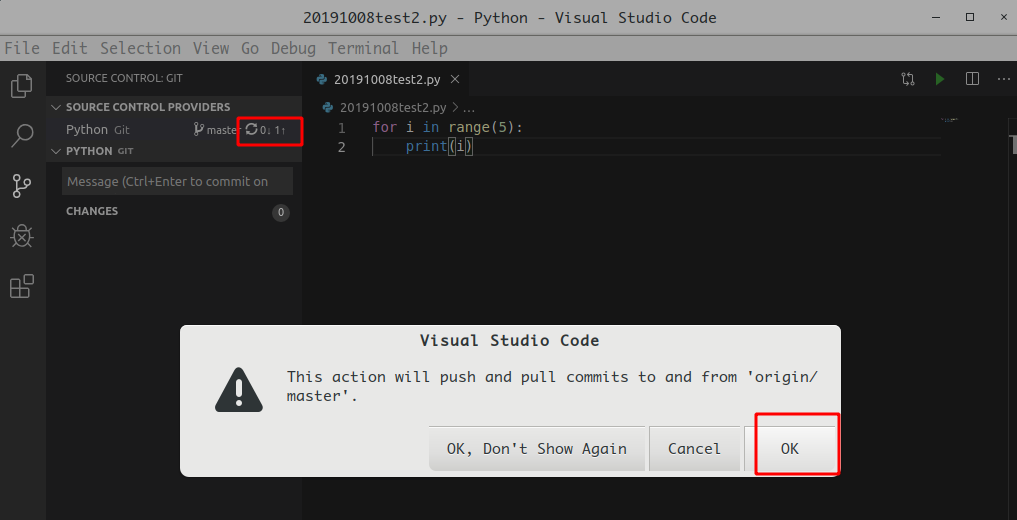 20191008test2.py - Python - Visual Studio Code
File Edit Selection View Go Debug Terminal Help
SOURCE CONTROL: GIT
20191008test2.py
SOURCE CONTROL PROVIDERS
20191008test2.py > ...
Python Git master 0↓ 1↑
PYTHON GIT
1 for i in range(5):
2 print(i)
Message (Ctrl+Enter to commit on
CHANGES 0
Visual Studio Code
This action will push and pull commits to and from 'origin/
master'.
OK, Don't Show Again Cancel OK